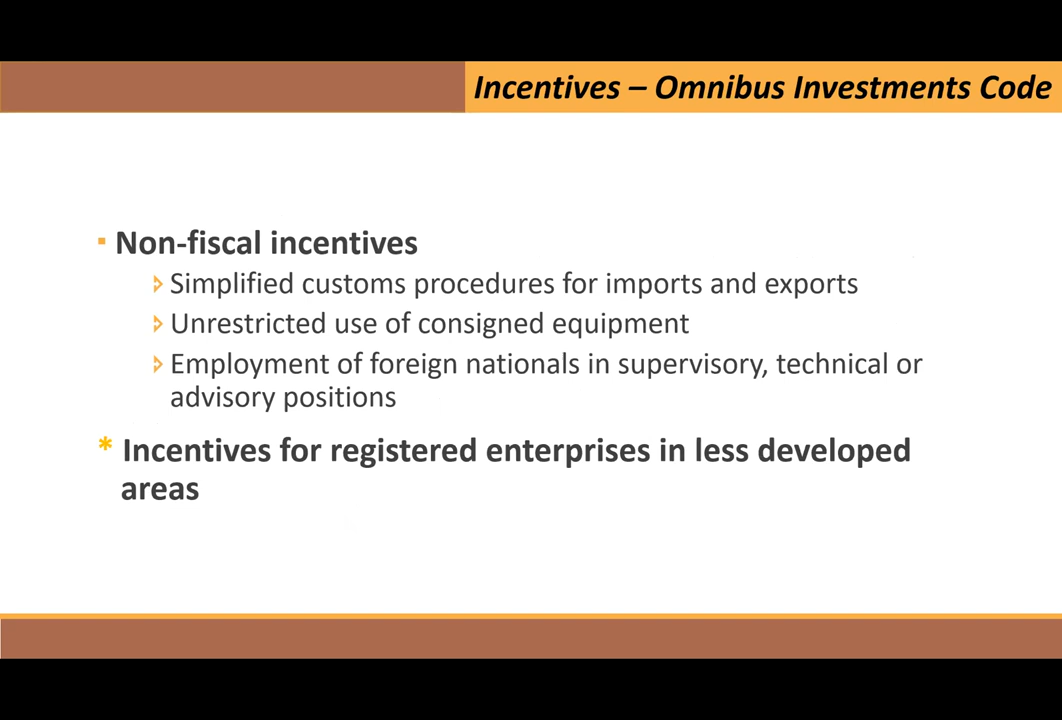 Incentives – Omnibus Investments Code
▪ Non-fiscal incentives
Simplified customs procedures for imports and exports
Unrestricted use of consigned equipment
Employment of foreign nationals in supervisory, technical or
advisory positions
* Incentives for registered enterprises in less developed
areas